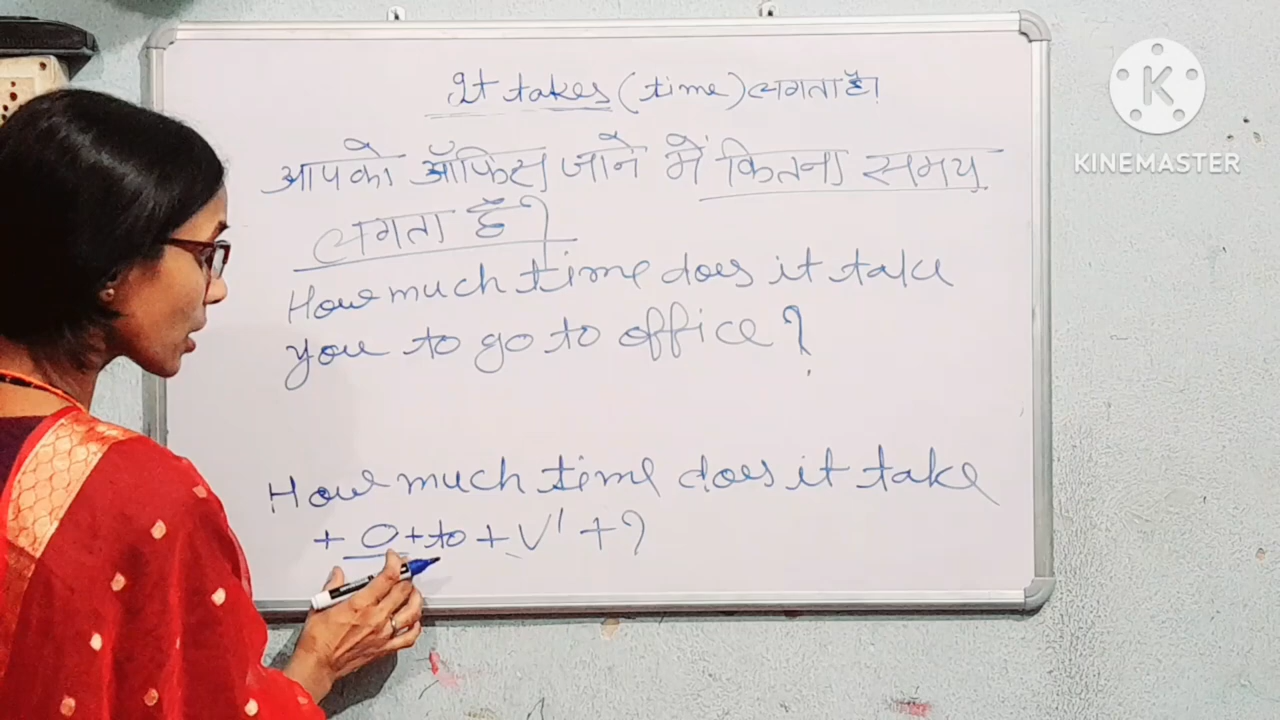 It takes (time) लगता है।
KINEMASTER
आपको ऑफिस जाने में कितना समय
लगता है?
How much time does it take
you to go to office?
How much time does it take
+ O + to + V' + ?